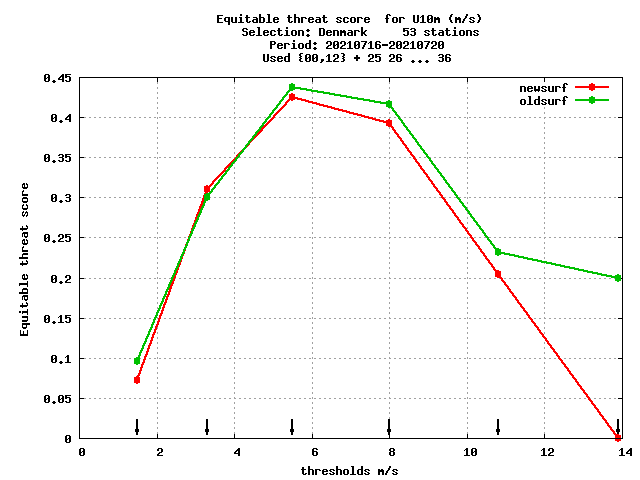 Equitable threat score  for U10m (m/s)
Selection: Denmark     53 stations
Period: 20210716-20210720
Used {00,12} + 25 26 ... 36
newsurf
oldsurf
0.45
0.4
0.35
0.3
0.25
0.2
0.15
0.1
0.05
0
Equitable threat score
0 2 4 6 8 10 12 14
thresholds m/s